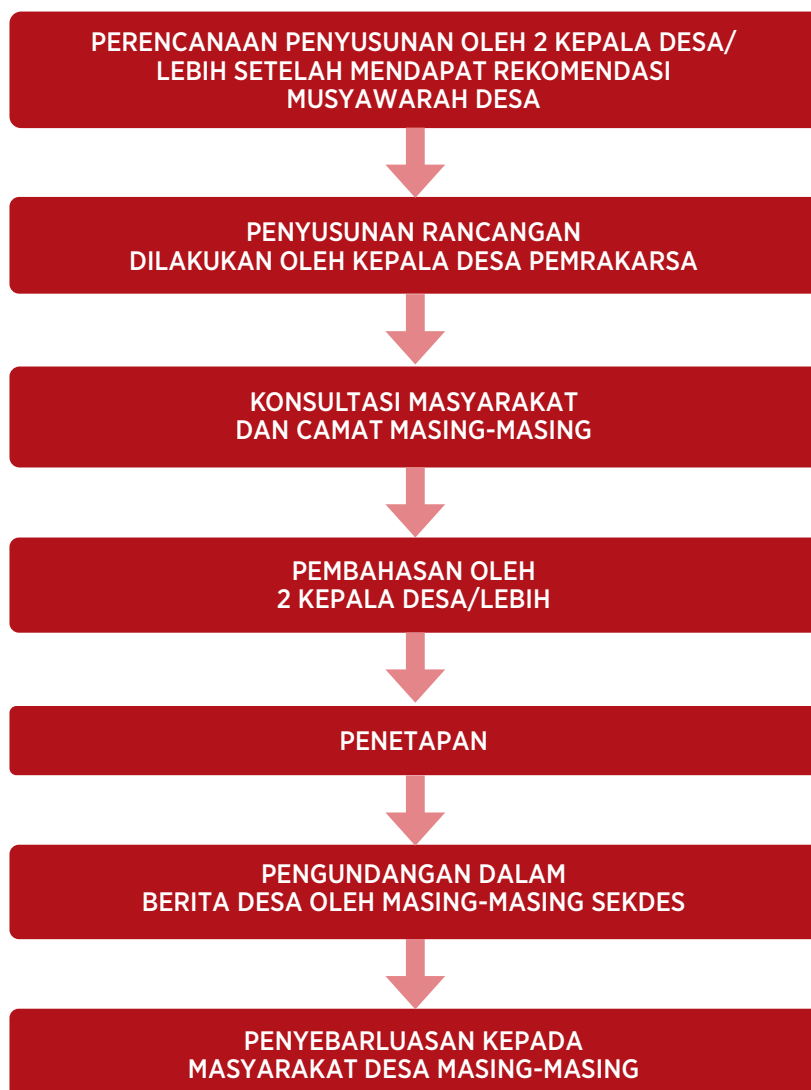 PERENCANAAN PENYUSUNAN OLEH 2 KEPALA DESA/
LEBIH SETELAH MENDAPAT REKOMENDASI
MUSYAWARAH DESA
PENYUSUNAN RANCANGAN
DILAKUKAN OLEH KEPALA DESA PEMRAKARSA
KONSULTASI MASYARAKAT
DAN CAMAT MASING-MASING
PEMBAHASAN OLEH
2 KEPALA DESA/LEBIH
PENETAPAN
PENGUNDANGAN DALAM
BERITA DESA OLEH MASING-MASING SEKDES
PENYEBARLUASAN KEPADA
MASYARAKAT DESA MASING-MASING